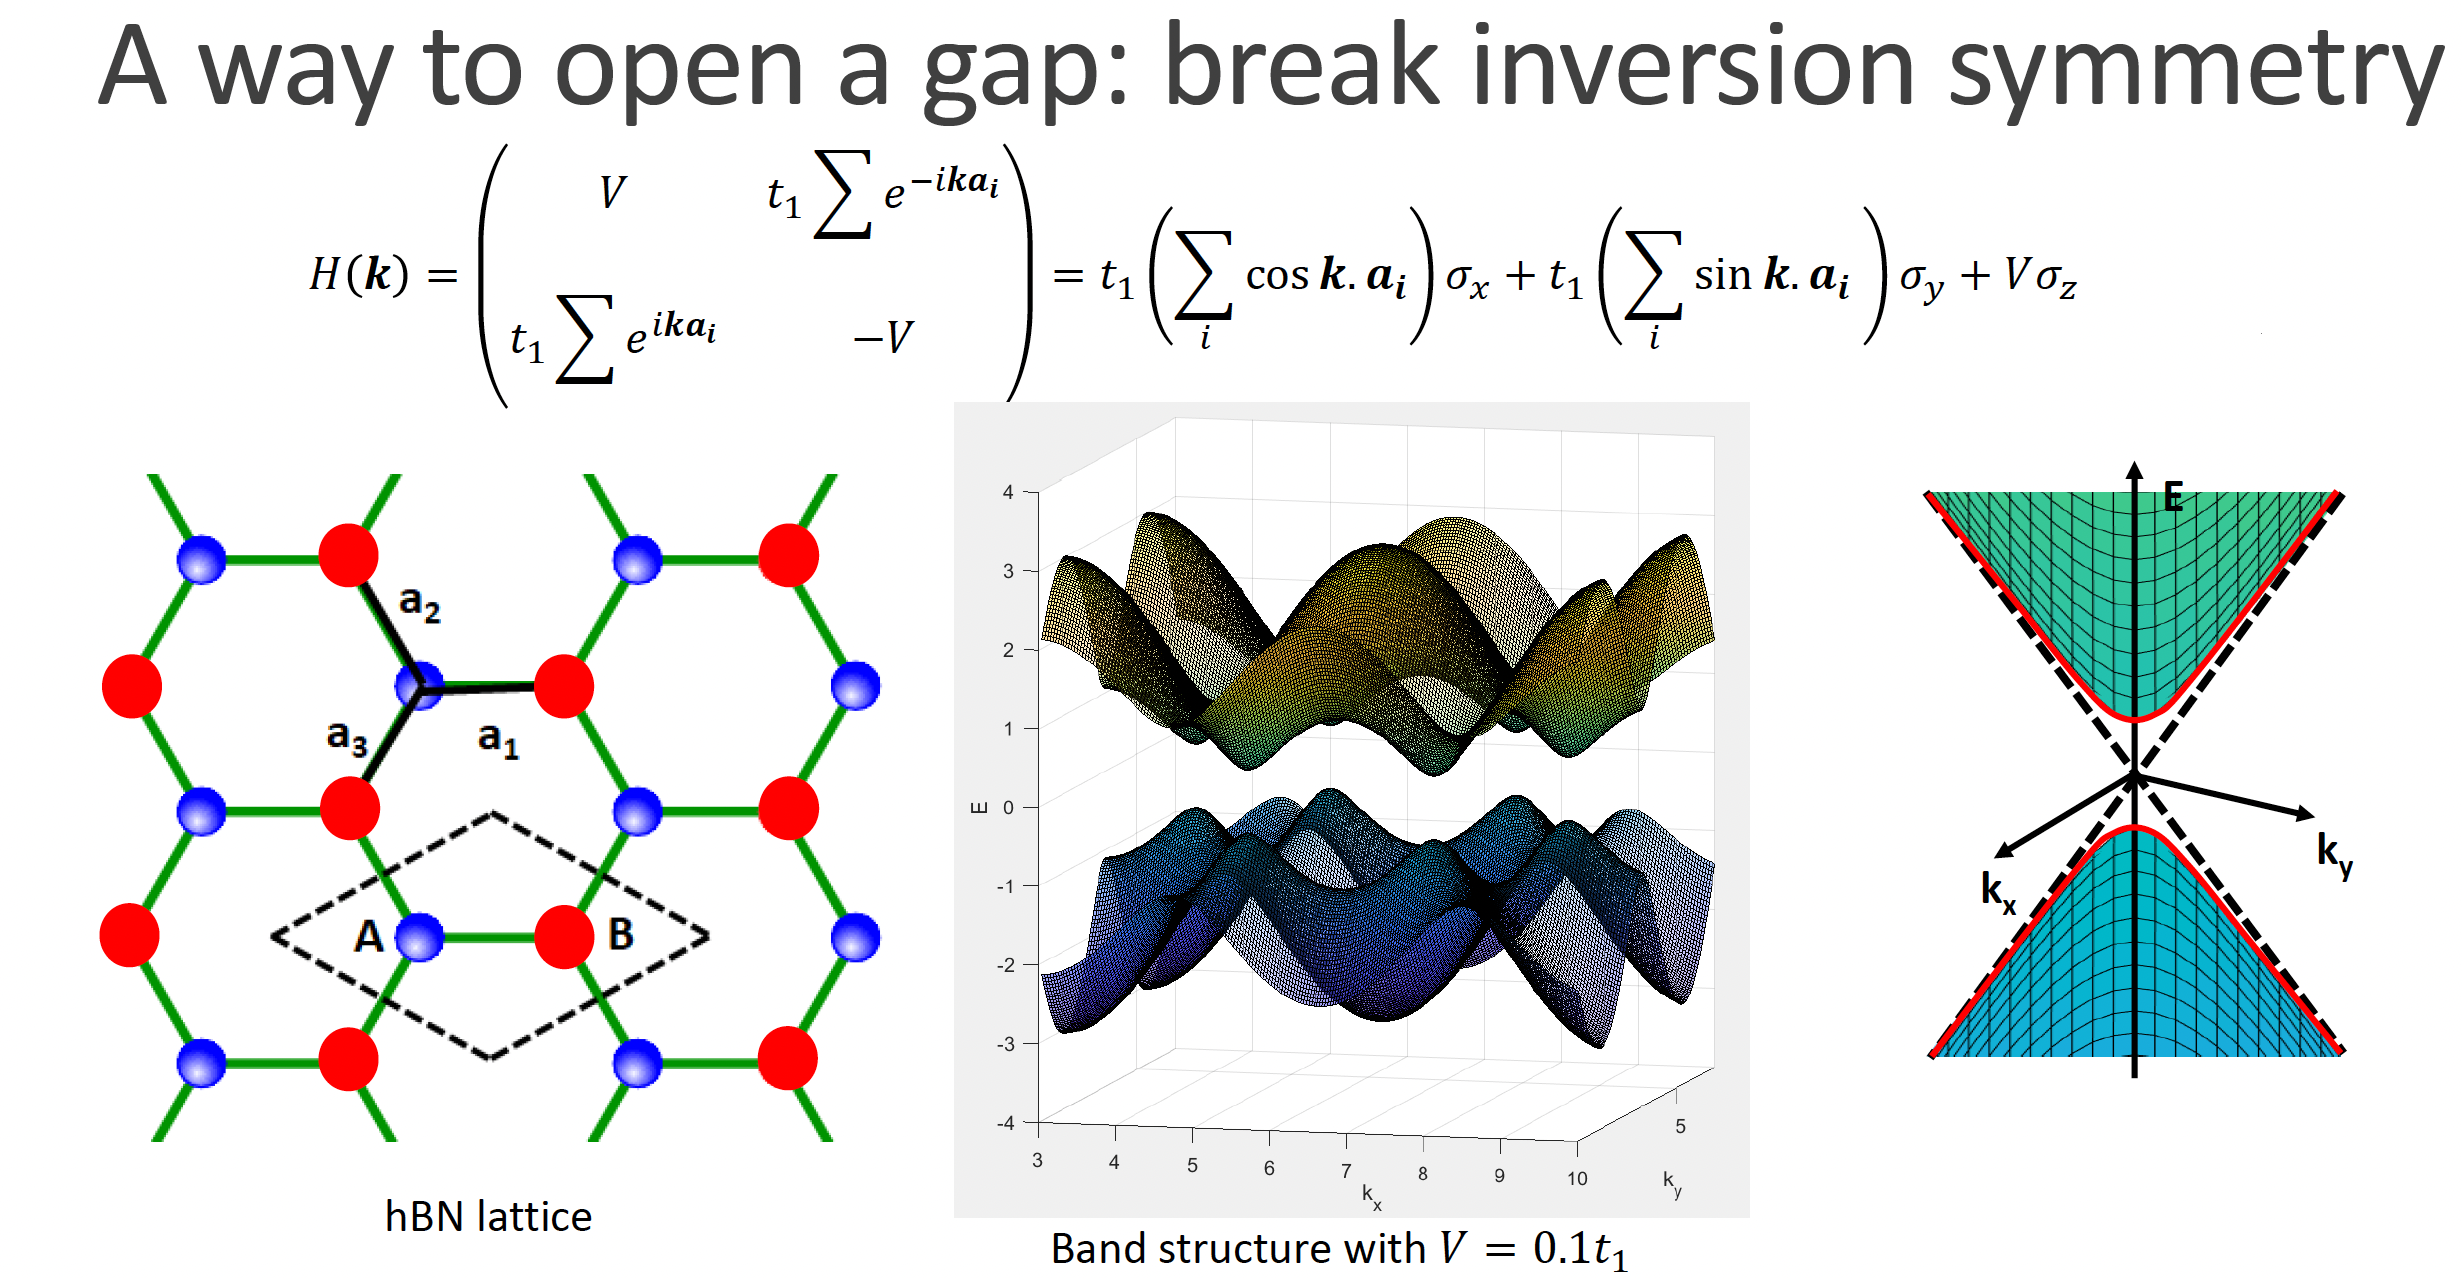 A way to open a gap: break inversion symmetry
H(k) = ( V t₁ ∑ e^{−ika_i} ; t₁ ∑ e^{ika_i} −V ) = t₁ ( ∑_i cos k. a_i ) σ_x + t₁ ( ∑_i sin k. a_i ) σ_y + Vσ_z
a₂
a₃
a₁
A
B
hBN lattice
4
3
2
1
0
-1
-2
-3
-4
E
3
4
5
6
7
8
9
10
k_x
5
k_y
Band structure with V = 0.1t₁
E
k_x
k_y